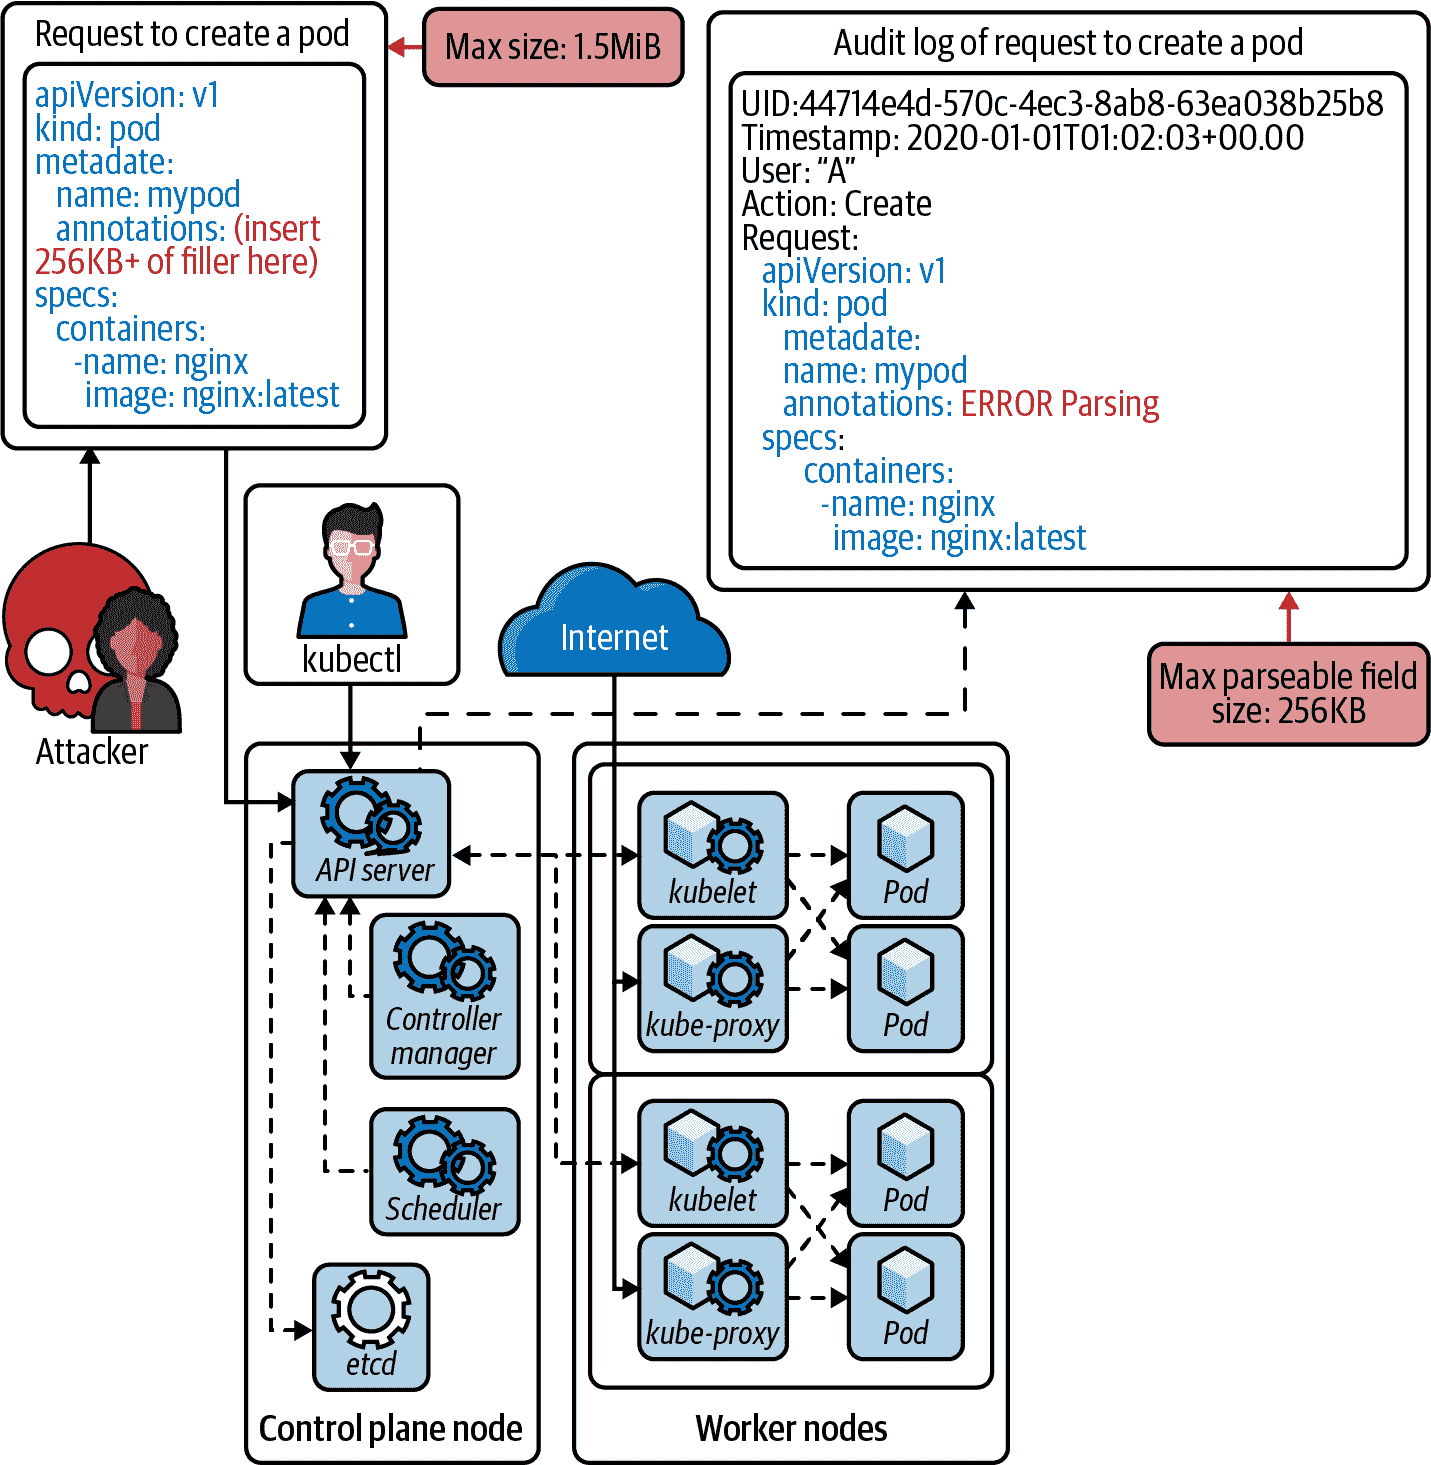 Request to create a pod
apiVersion: v1
kind: pod
metadate:
name: mypod
annotations: (insert
256KB+ of filler here)
specs:
containers:
-name: nginx
image: nginx:latest
Max size: 1.5MiB
Audit log of request to create a pod
UID:44714e4d-570c-4ec3-8ab8-63ea038b25b8
Timestamp: 2020-01-01T01:02:03+00.00
User: “A”
Action: Create
Request:
apiVersion: v1
kind: pod
metadate:
name: mypod
annotations: ERROR Parsing
specs:
containers:
-name: nginx
image: nginx:latest
Max parseable field
size: 256KB
Attacker
kubectl
Internet
API server
Controller
manager
Scheduler
etcd
Control plane node
kubelet
Pod
kube-proxy
Pod
kubelet
Pod
kube-proxy
Pod
Worker nodes